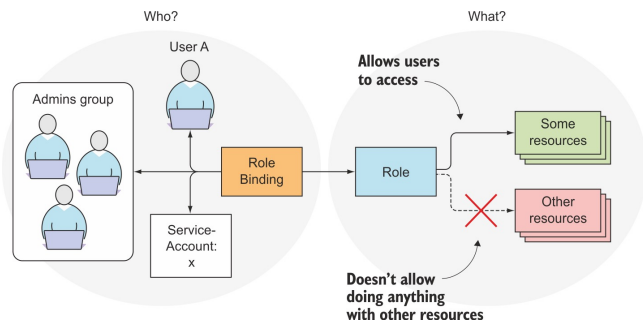 Who?
What?
User A
Admins group
Role
Binding
Service-
Account:
x
Role
Allows users
to access
Some
resources
Other
resources
Doesn't allow
doing anything
with other resources